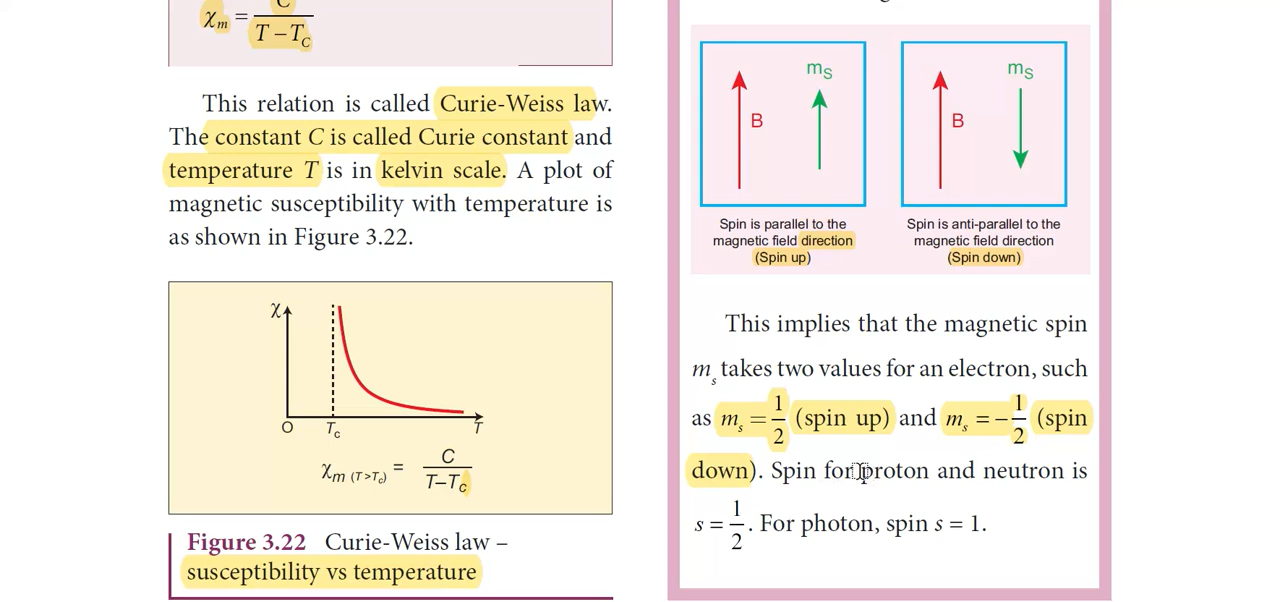 χm = C
T – TC
This relation is called Curie-Weiss law.
The constant C is called Curie constant and
temperature T is in kelvin scale. A plot of
magnetic susceptibility with temperature is
as shown in Figure 3.22.
χ
O Tc T
χm (T>Tc) = C
T–Tc
Figure 3.22 Curie-Weiss law –
susceptibility vs temperature
mS mS
B B
Spin is parallel to the
magnetic field direction
(Spin up)
Spin is anti-parallel to the
magnetic field direction
(Spin down)
This implies that the magnetic spin
ms takes two values for an electron, such
as ms = 1/2 (spin up) and ms = – 1/2 (spin
down). Spin for proton and neutron is
s = 1/2. For photon, spin s = 1.